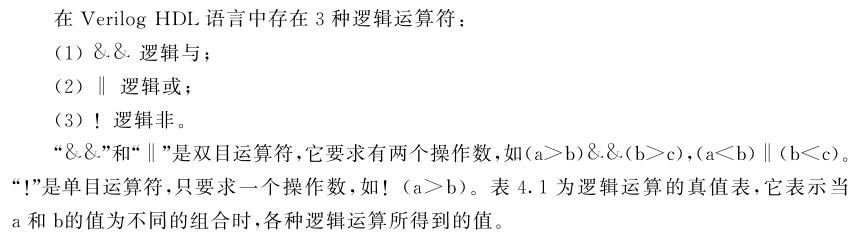 在 Verilog HDL 语言中存在 3 种逻辑运算符：
（1）&& 逻辑与；
（2）‖ 逻辑或；
（3）！逻辑非。
“&&”和“‖”是双目运算符，它要求有两个操作数，如(a>b)&&(b>c)，(a<b)‖(b<c)。
“!”是单目运算符，只要求一个操作数，如！(a>b)。表 4.1 为逻辑运算的真值表，它表示当
a 和 b的值为不同的组合时，各种逻辑运算所得到的值。